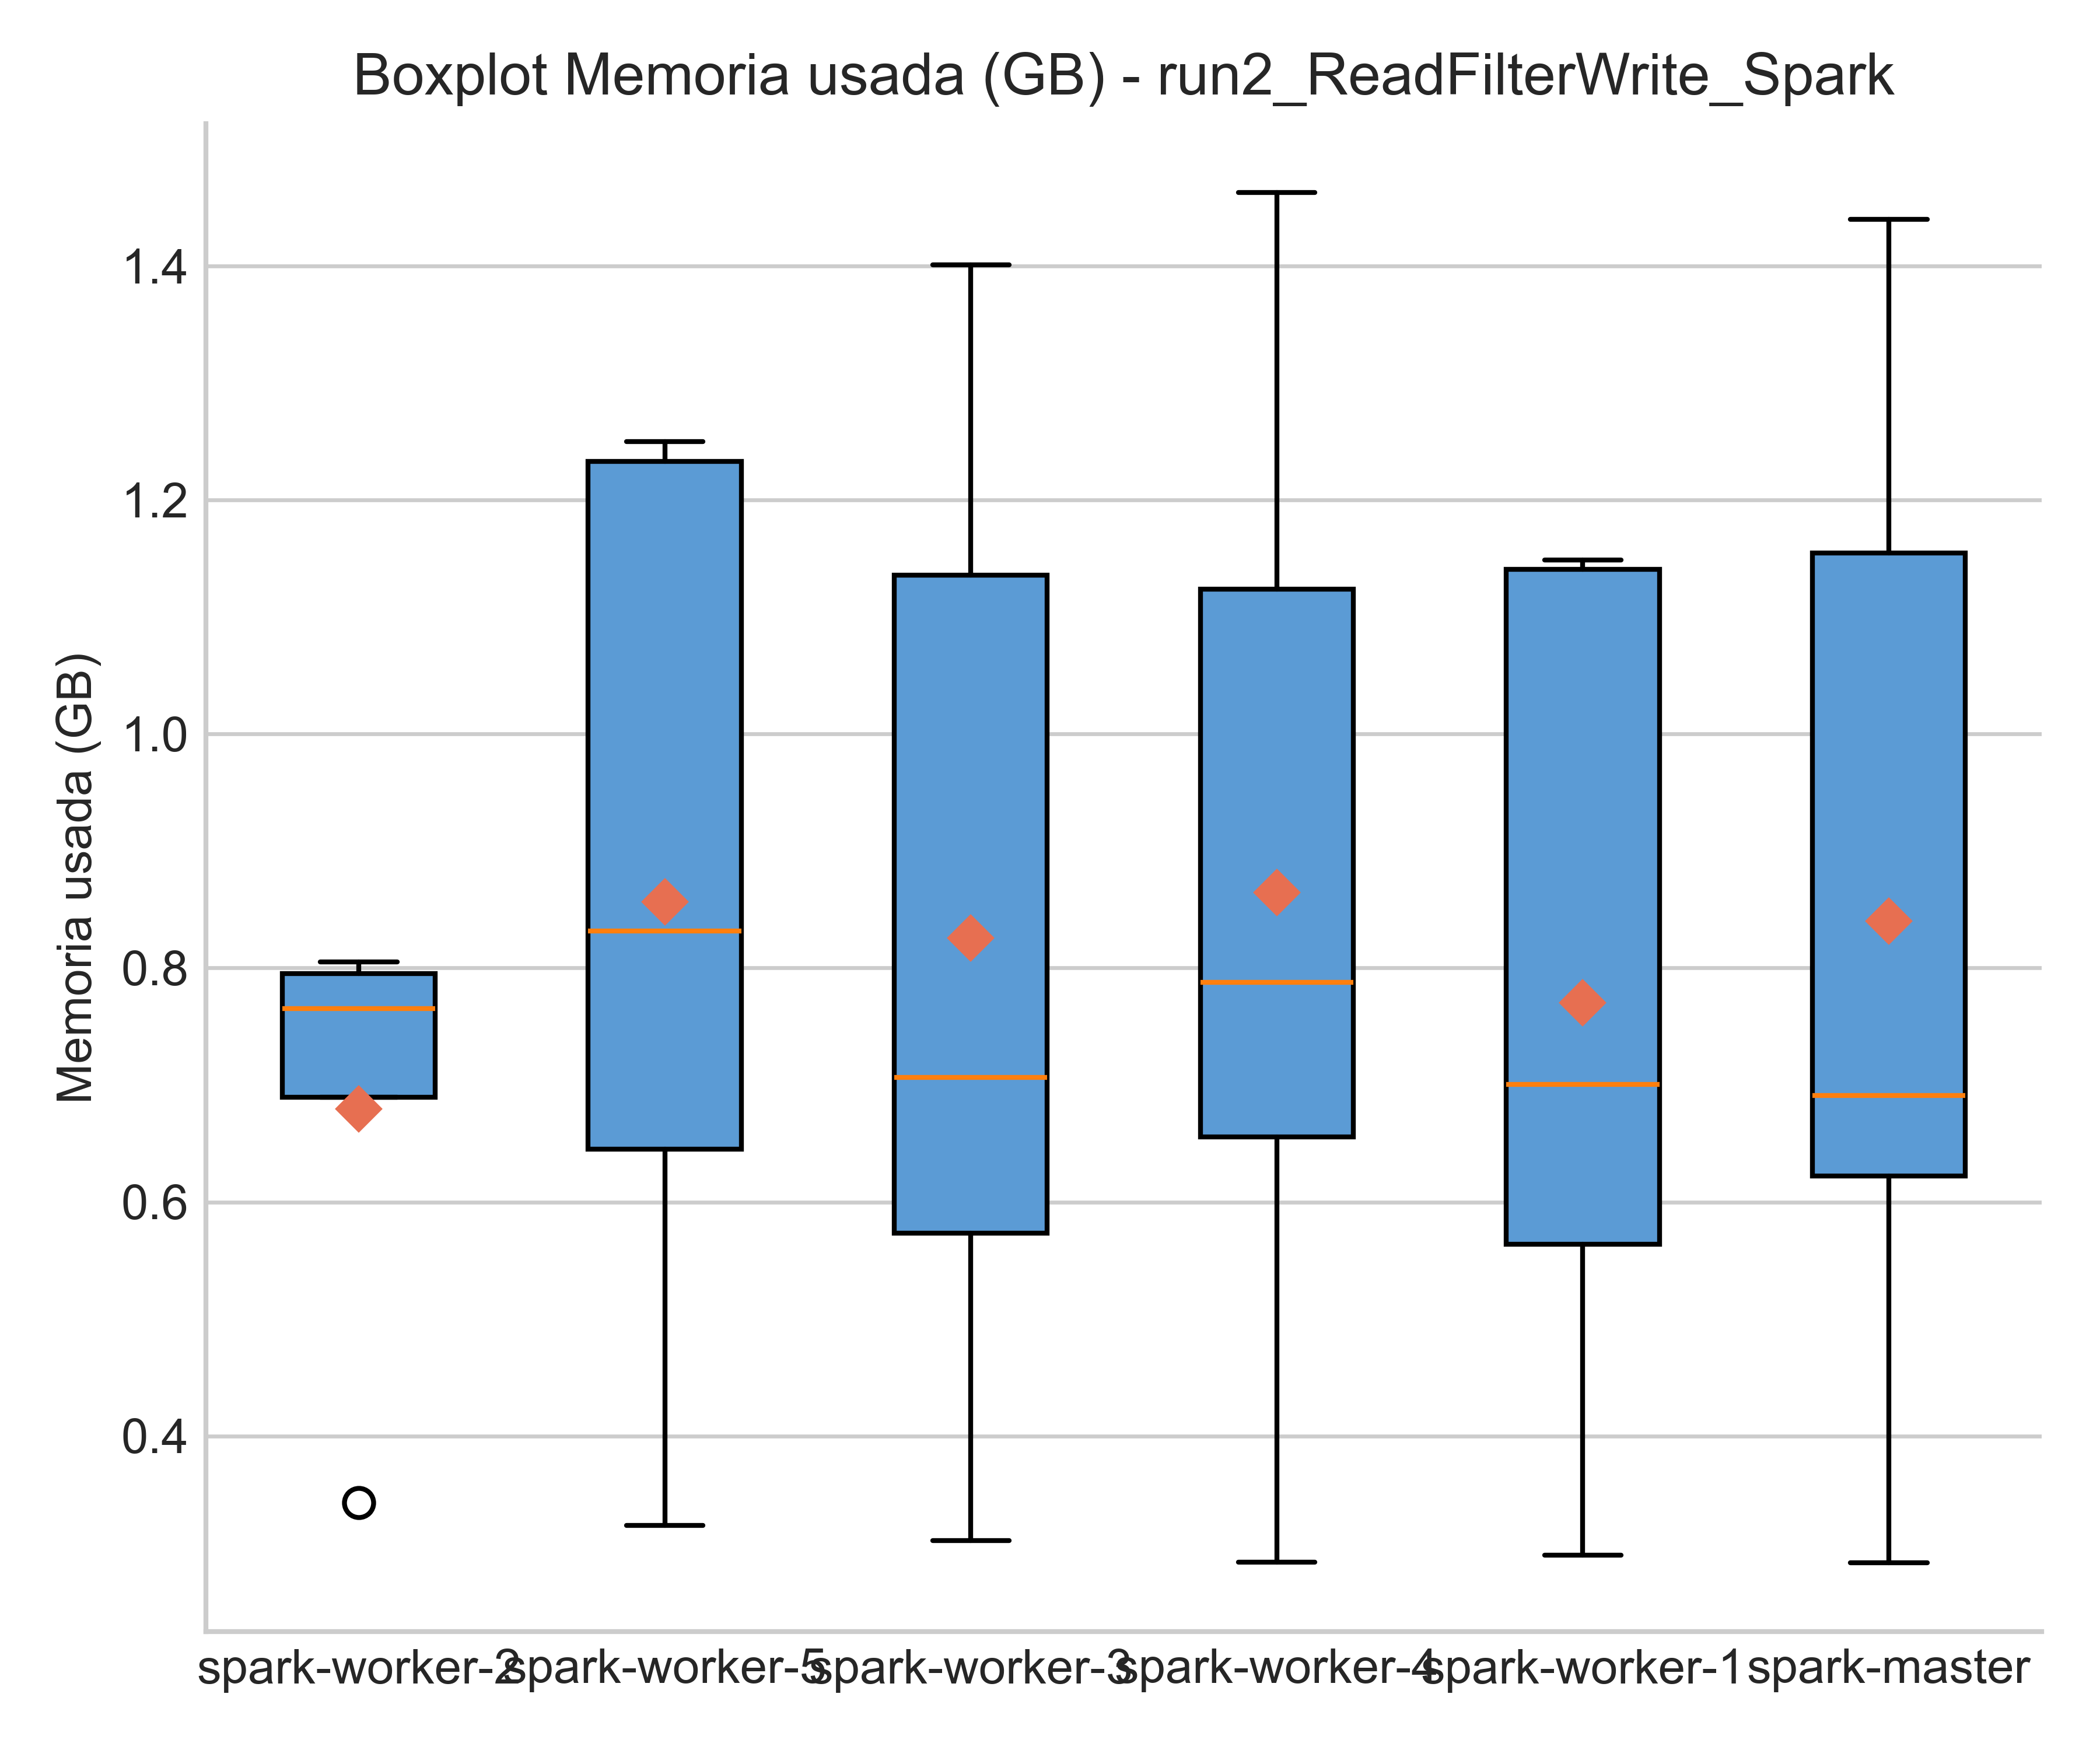 Boxplot Memoria usada (GB) - run2_ReadFilterWrite_Spark
Memoria usada (GB)
1.4
1.2
1.0
0.8
0.6
0.4
spark-worker-2 spark-worker-5 spark-worker-3 spark-worker-4 spark-worker-1 spark-master